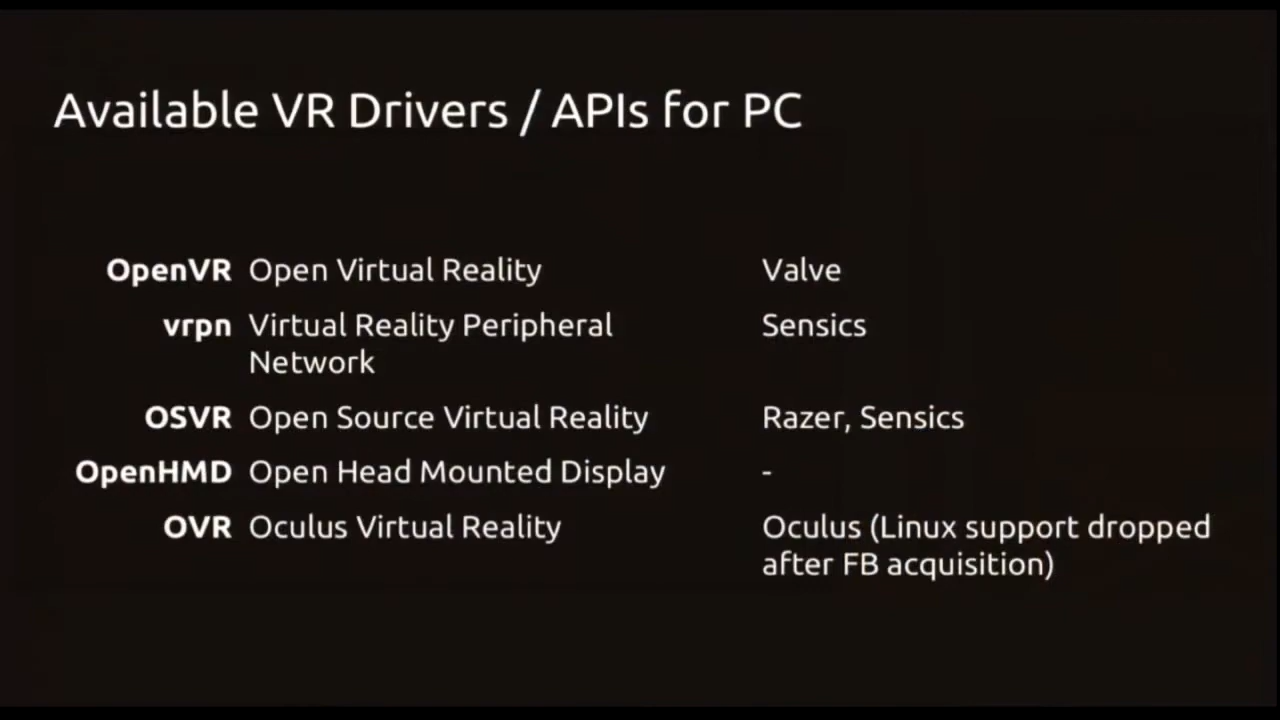 Available VR Drivers / APIs for PC
OpenVR Open Virtual Reality Valve
vrpn Virtual Reality Peripheral Sensics
Network
OSVR Open Source Virtual Reality Razer, Sensics
OpenHMD Open Head Mounted Display -
OVR Oculus Virtual Reality Oculus (Linux support dropped
after FB acquisition)